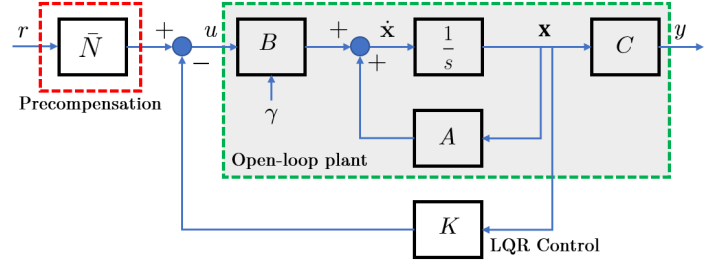 r
N̄
Precompensation
+
−
u
B
γ
+
+
ẋ
1/s
x
A
C
y
Open-loop plant
K
LQR Control